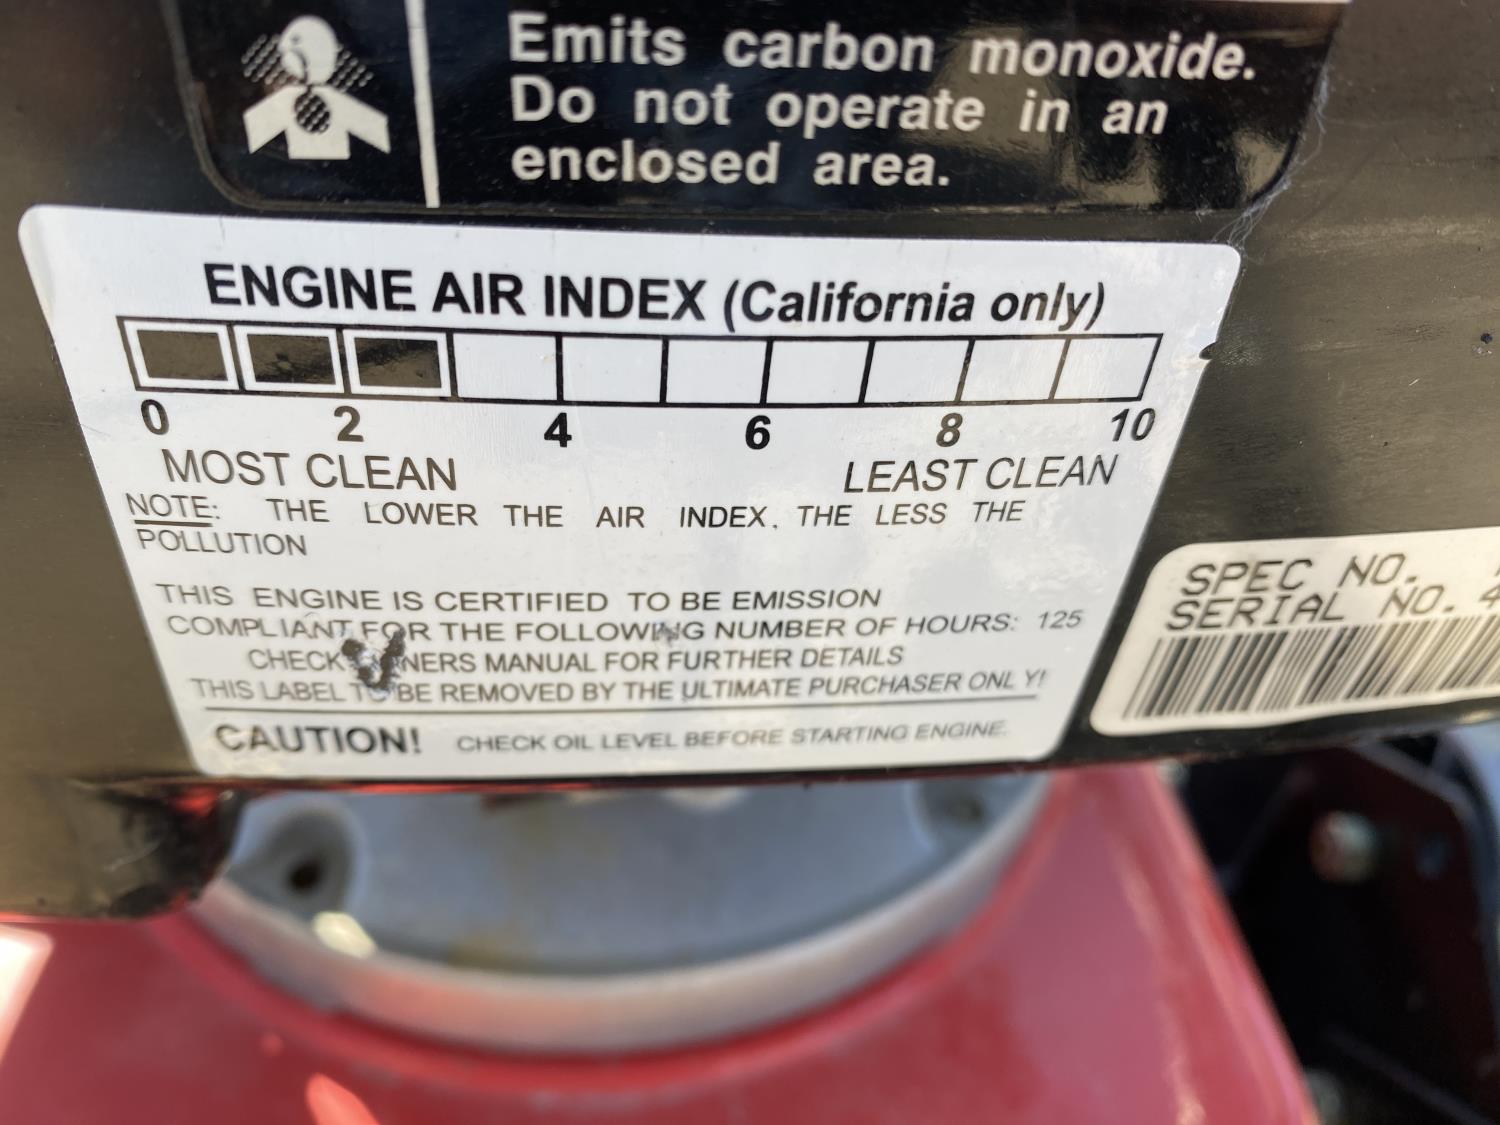 Emits carbon monoxide.
Do not operate in an
enclosed area.
ENGINE AIR INDEX (California only)
0 2 4 6 8 10
MOST CLEAN LEAST CLEAN
NOTE: THE LOWER THE AIR INDEX, THE LESS THE
POLLUTION
THIS ENGINE IS CERTIFIED TO BE EMISSION
COMPLIANT FOR THE FOLLOWING NUMBER OF HOURS: 125
CHECK OWNERS MANUAL FOR FURTHER DETAILS
THIS LABEL TO BE REMOVED BY THE ULTIMATE PURCHASER ONLY!
CAUTION! CHECK OIL LEVEL BEFORE STARTING ENGINE.
SPEC NO.
SERIAL NO. 4